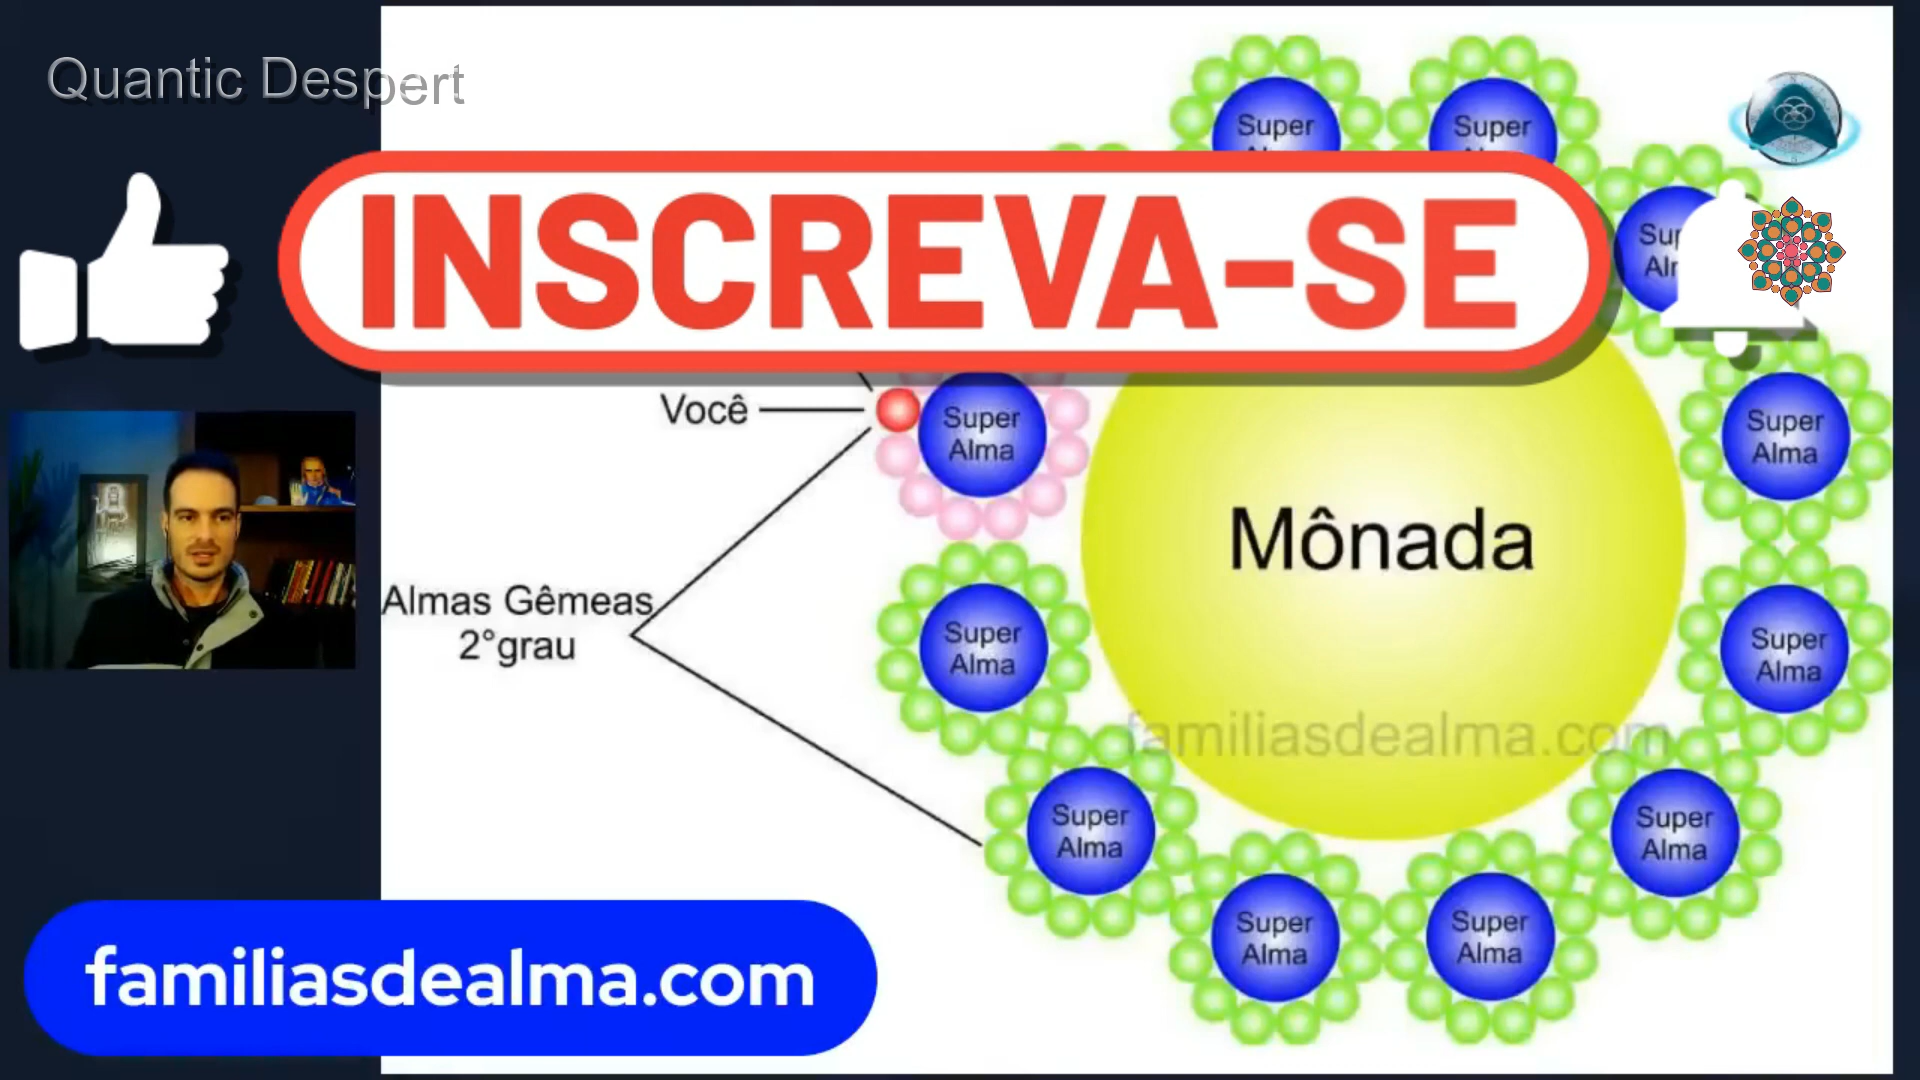 Quantic Despert
Super
Super
INSCREVA-SE
Você
Super
Alma
Super
Alma
Mônada
Almas Gêmeas
2°grau
Super
Alma
Super
Alma
familiasdealma.com
Super
Alma
Super
Alma
Super
Alma
Super
Alma
familiasdealma.com